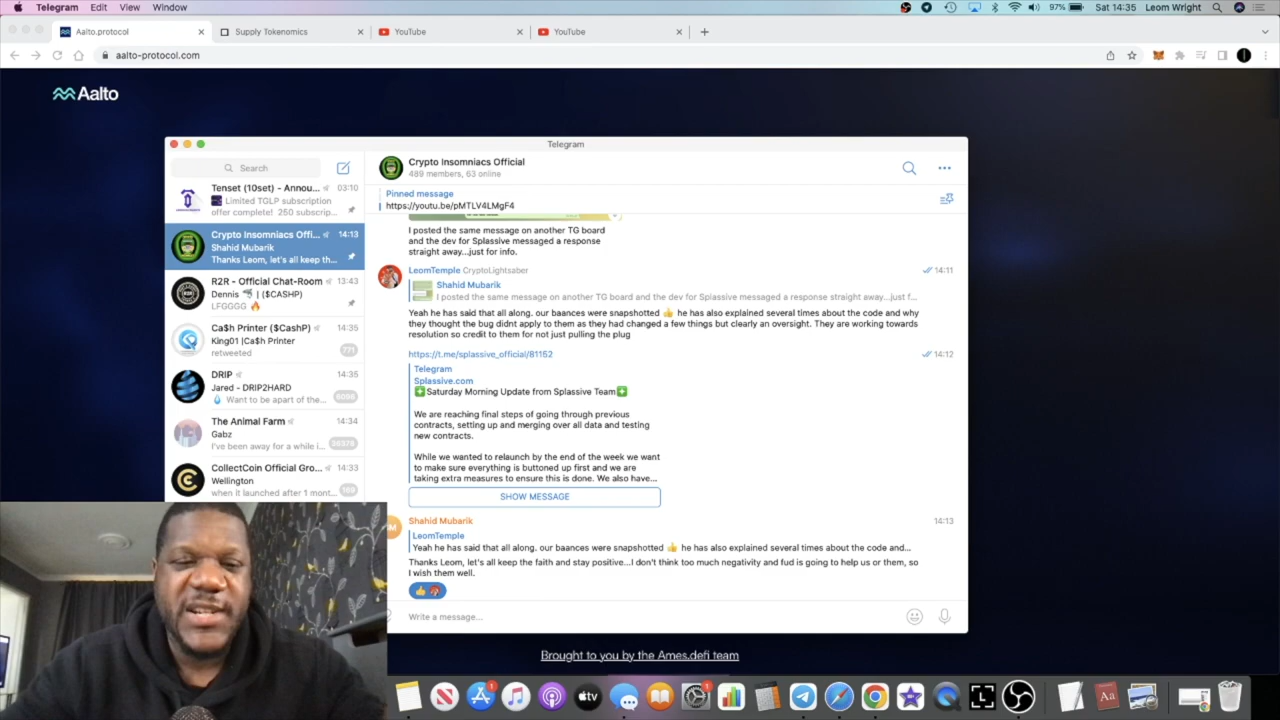 Telegram Edit View Window 97% Sat 14:35 Leom Wright
Aalto.protocol Supply Tokenomics YouTube YouTube
aalto-protocol.com
Aalto
Telegram
Search
Tenset (10set) - Annou... 03:10
Limited TGLP subscription
offer complete! 250 subscrip...
Crypto Insomniacs Offi... 14:13
Shahid Mubarik
Thanks Leom, let's all keep th...
R2R - Official Chat-Room 13:43
Dennis | ($CASHP)
LFGGGG 🔥
Ca$h Printer ($CashP) 14:35
King01 |Ca$h Printer
retweeted 771
DRIP 14:35
Jared - DRIP2HARD
💧 Want to be apart of the... 6096
The Animal Farm 14:34
Gabz
I've been away for a while i... 36378
CollectCoin Official Gro... 14:33
Wellington
when it launched after 1 mont... 169
Crypto Insomniacs Official
489 members, 63 online
Pinned message
https://youtu.be/pMTLV4LMgF4
I posted the same message on another TG board
and the dev for Splassive messaged a response
straight away...just for info.
LeomTemple CryptoLightsaber 14:11
Shahid Mubarik
I posted the same message on another TG board and the dev for Splassive messaged a response straight away...just f...
Yeah he has said that all along. our baances were snapshotted 👍 he has also explained several times about the code and why
they thought the bug didnt apply to them as they had changed a few things but clearly an oversight. They are working towards
resolution so credit to them for not just pulling the plug
https://t.me/splassive_official/81152 14:12
Telegram
Splassive.com
Saturday Morning Update from Splassive Team
We are reaching final steps of going through previous
contracts, setting up and merging over all data and testing
new contracts.
While we wanted to relaunch by the end of the week we want
to make sure everything is buttoned up first and we are
taking extra measures to ensure this is done. We also have...
SHOW MESSAGE
Shahid Mubarik 14:13
LeomTemple
Yeah he has said that all along. our baances were snapshotted 👍 he has also explained several times about the code and...
Thanks Leom, let's all keep the faith and stay positive...I don't think too much negativity and fud is going to help us or them, so
I wish them well.
Write a message...
Brought to you by the Ames.defi team